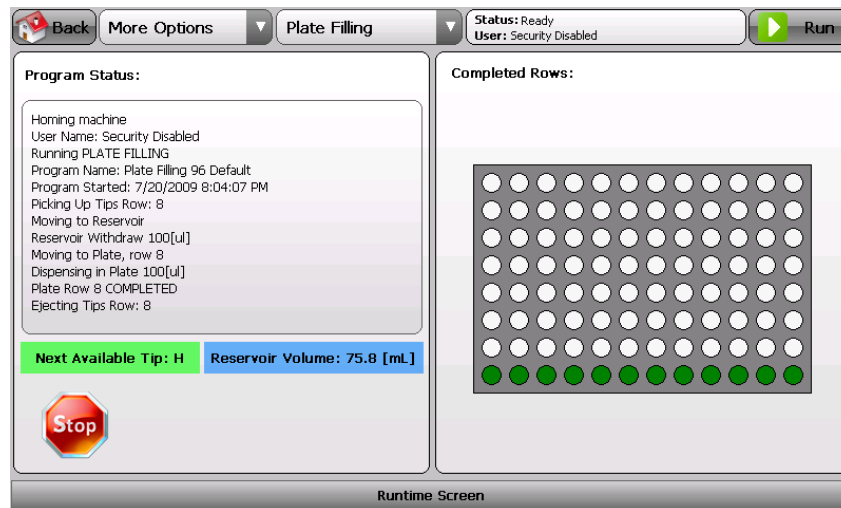 Back
More Options
Plate Filling
Status: Ready
User: Security Disabled
Run
Program Status:
Homing machine
User Name: Security Disabled
Running PLATE FILLING
Program Name: Plate Filling 96 Default
Program Started: 7/20/2009 8:04:07 PM
Picking Up Tips Row: 8
Moving to Reservoir
Reservoir Withdraw 100[ul]
Moving to Plate, row 8
Dispensing in Plate 100[ul]
Plate Row 8 COMPLETED
Ejecting Tips Row: 8
Next Available Tip: H
Reservoir Volume: 75.8 [mL]
Stop
Completed Rows:
Runtime Screen